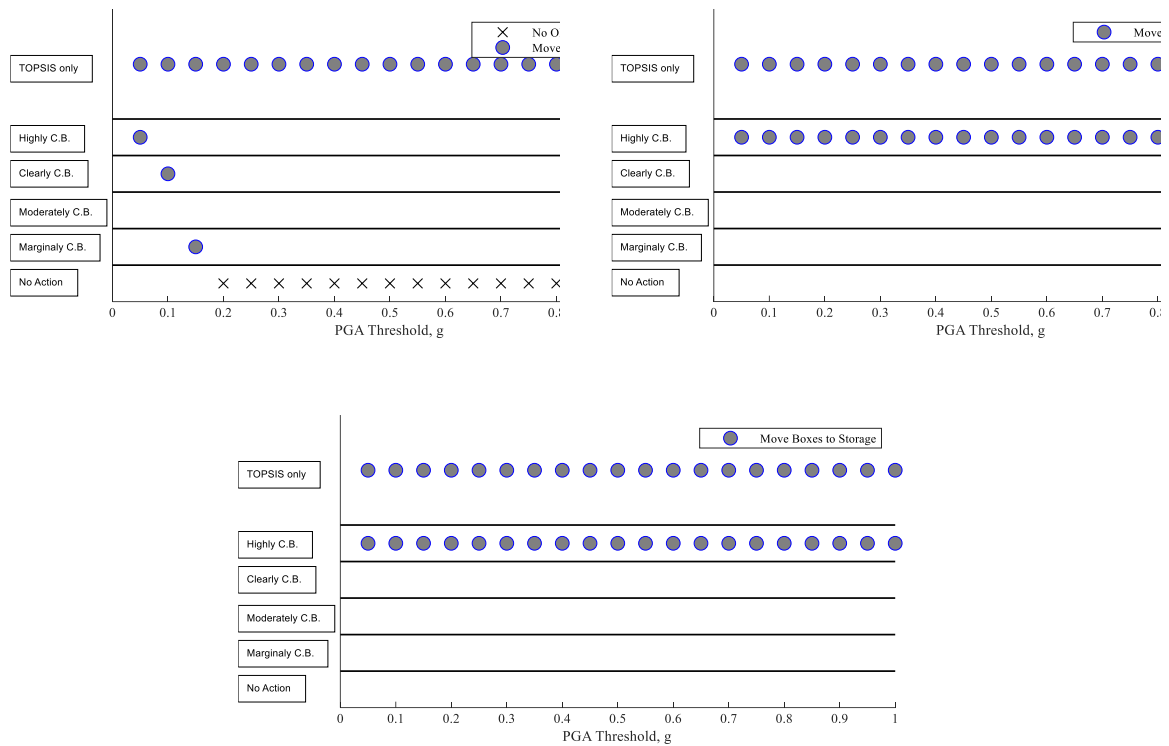 No O
Move
TOPSIS only
Highly C.B.
Clearly C.B.
Moderately C.B.
Marginaly C.B.
No Action
0 0.1 0.2 0.3 0.4 0.5 0.6 0.7
PGA Threshold, g
Move
TOPSIS only
Highly C.B.
Clearly C.B.
Moderately C.B.
Marginaly C.B.
No Action
0 0.1 0.2 0.3 0.4 0.5 0.6 0.7
PGA Threshold, g
Move Boxes to Storage
TOPSIS only
Highly C.B.
Clearly C.B.
Moderately C.B.
Marginaly C.B.
No Action
0 0.1 0.2 0.3 0.4 0.5 0.6 0.7 0.8 0.9 1
PGA Threshold, g